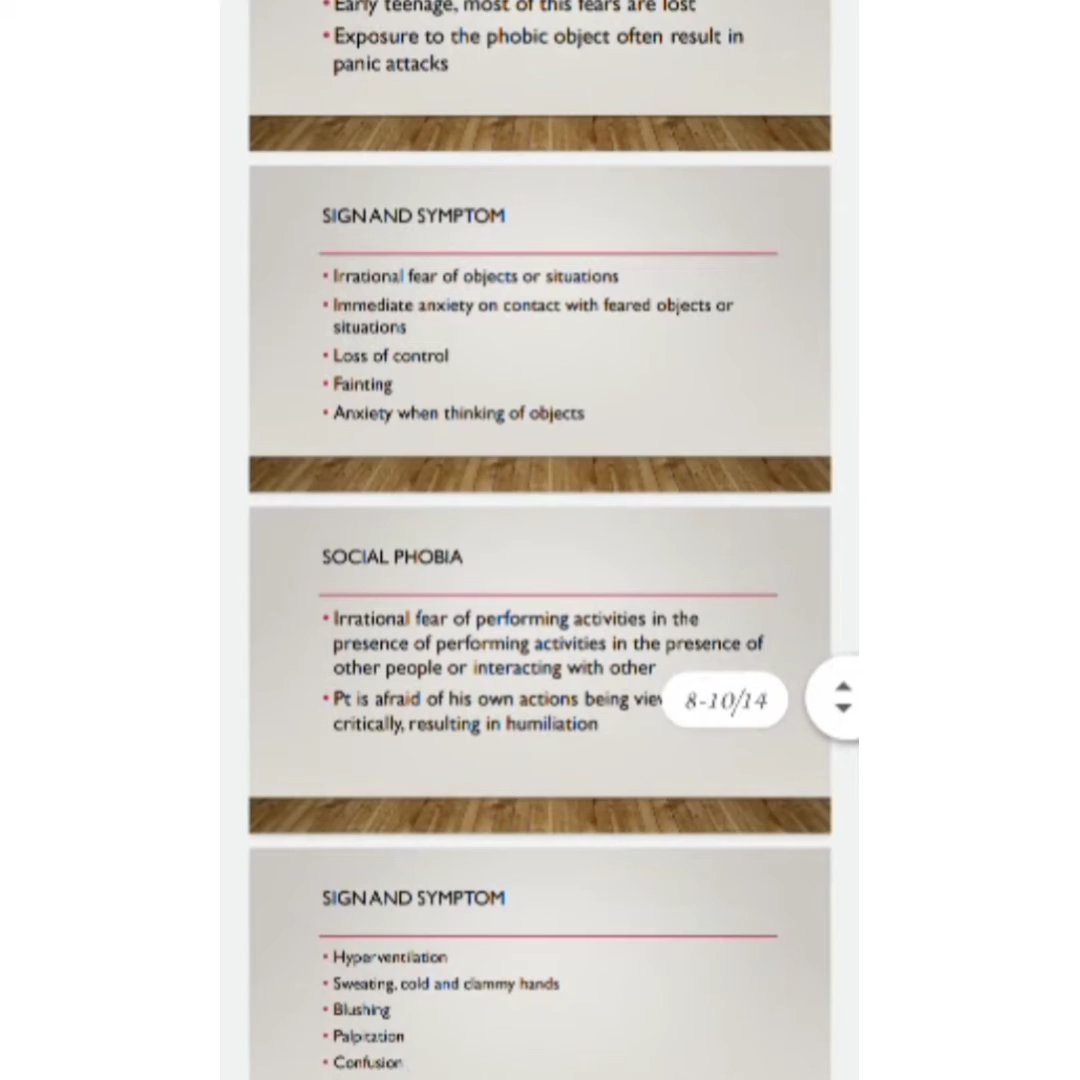 • Early teenage, most of this fears are lost
• Exposure to the phobic object often result in
panic attacks
SIGN AND SYMPTOM
• Irrational fear of objects or situations
• Immediate anxiety on contact with feared objects or
situations
• Loss of control
• Fainting
• Anxiety when thinking of objects
SOCIAL PHOBIA
• Irrational fear of performing activities in the
presence of performing activities in the presence of
other people or interacting with other
• Pt is afraid of his own actions being
8-10/14
critically, resulting in humiliation
SIGN AND SYMPTOM
• Hyperventilation
• Sweating, cold and clammy hands
• Blushing
• Palpitation
• Confusion